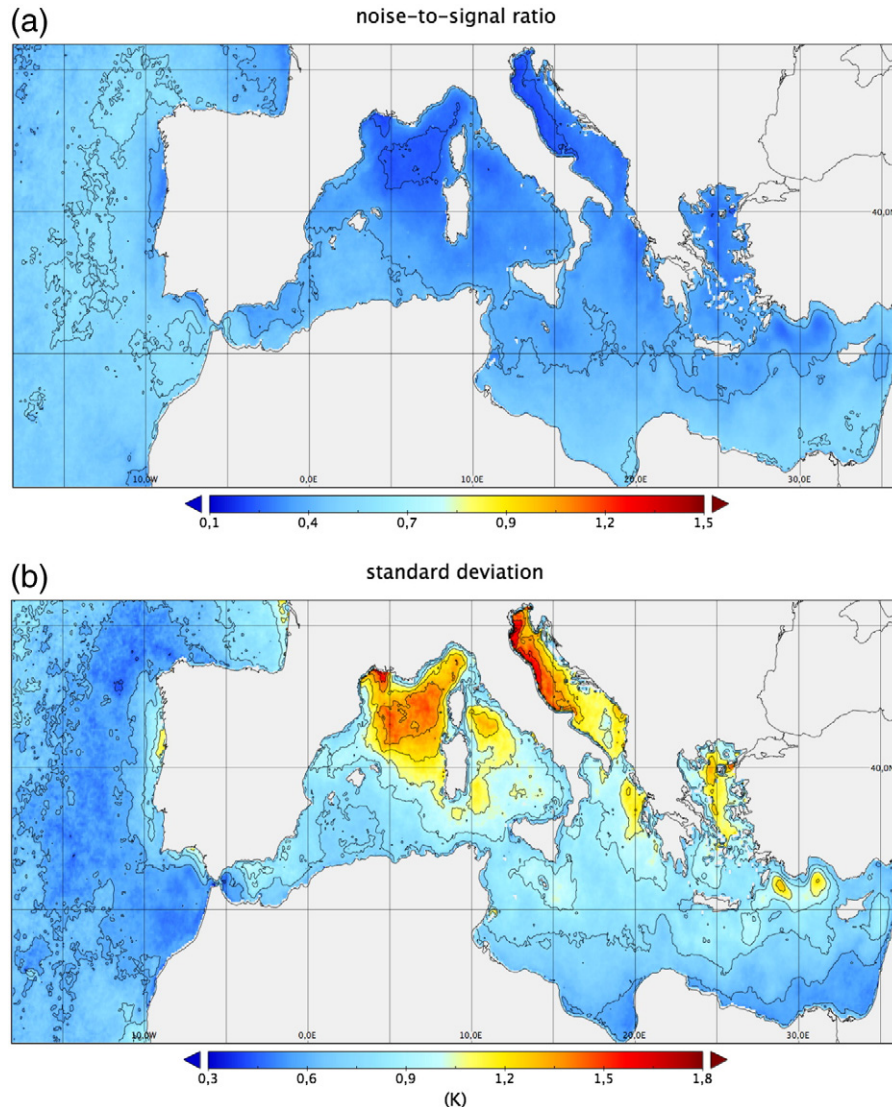 (a)
noise-to-signal ratio
40,0N
10,0W 0,0E 10,0E 20,0E 30,0E
0,1 0,4 0,7 0,9 1,2 1,5
(b)
standard deviation
40,0N
10,0W 0,0E 10,0E 20,0E 30,0E
0,3 0,6 0,9 1,2 1,5 1,8
(K)